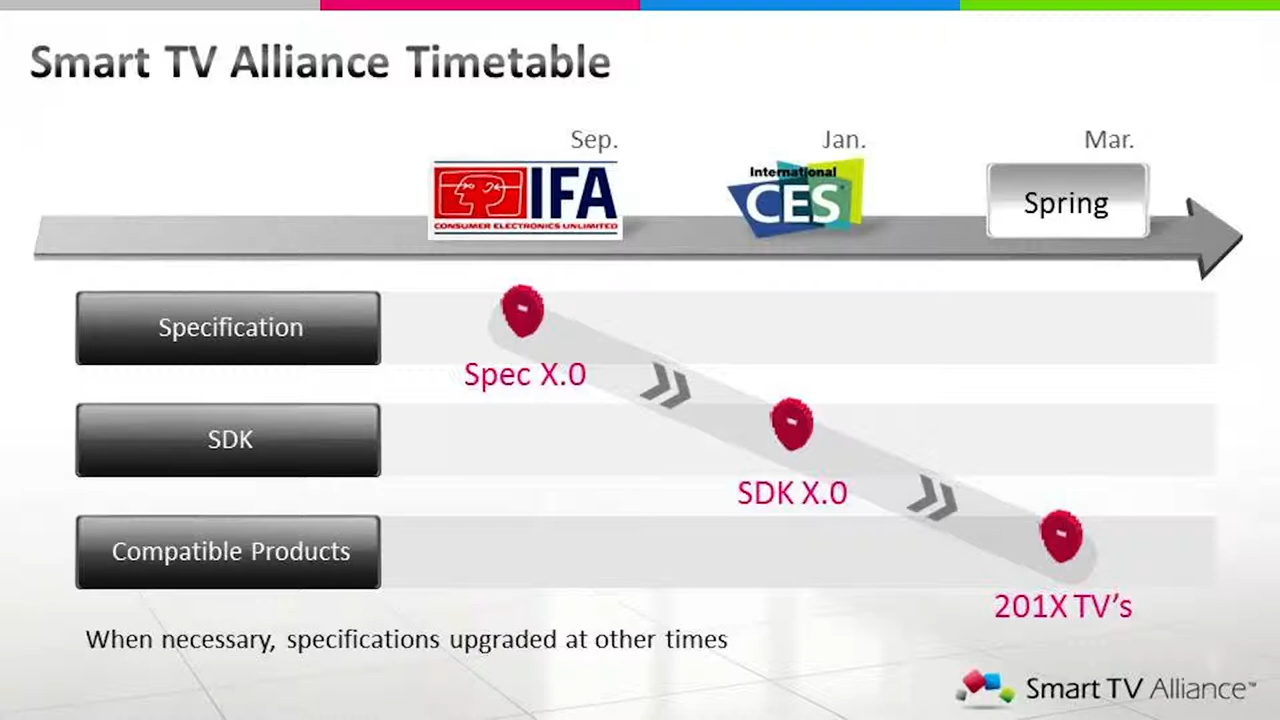 Smart TV Alliance Timetable
Sep.
Jan.
Mar.
IFA
CONSUMER ELECTRONICS UNLIMITED
International
CES
Spring
Specification
Spec X.0
SDK
SDK X.0
Compatible Products
201X TV's
When necessary, specifications upgraded at other times
Smart TV Alliance™